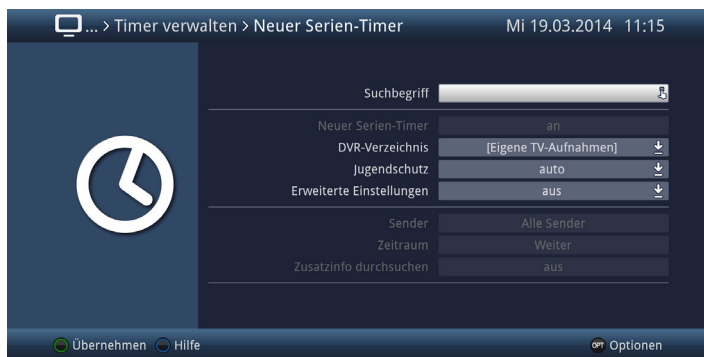 ... > Timer verwalten > Neuer Serien-Timer Mi 19.03.2014 11:15
Suchbegriff
Neuer Serien-Timer an
DVR-Verzeichnis [Eigene TV-Aufnahmen]
Jugendschutz auto
Erweiterte Einstellungen aus
Sender Alle Sender
Zeitraum Weiter
Zusatzinfo durchsuchen aus
Übernehmen Hilfe OPT Optionen